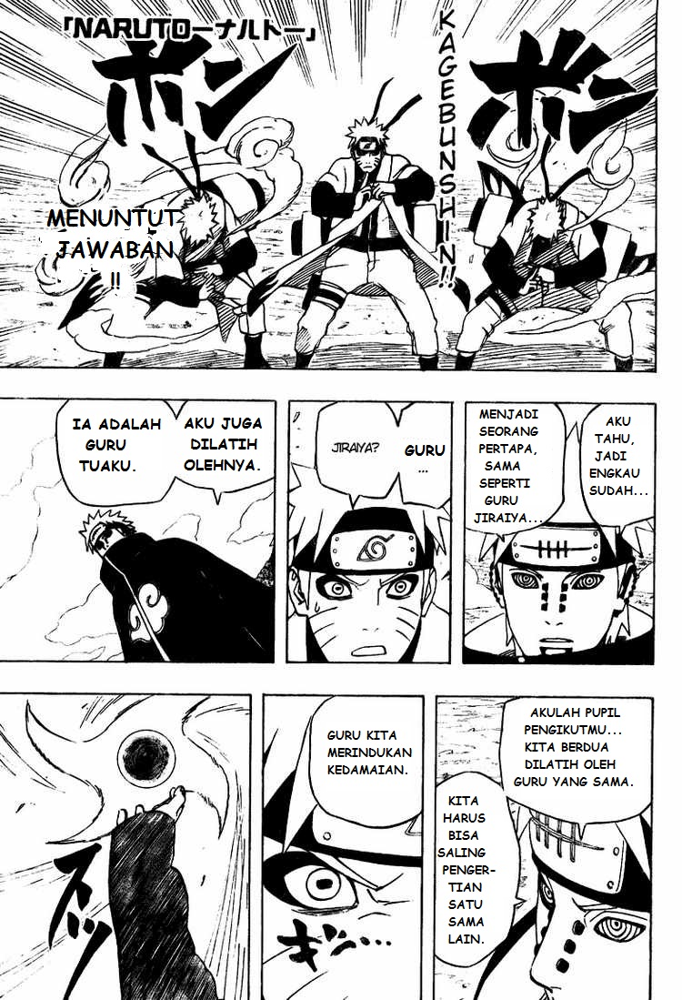 「NARUTOーナルトー」
KAGEBUNSHIN!!
ボン
ボン
MENUNTUT
JAWABAN
!!
AKU
TAHU,
JADI
ENGKAU
SUDAH...
MENJADI
SEORANG
PERTAPA,
SAMA
SEPERTI
GURU
JIRAIYA...
GURU
...
JIRAIYA?
AKU JUGA
DILATIH
OLEHNYA.
IA ADALAH
GURU
TUAKU.
AKULAH PUPIL
PENGIKUTMU...
KITA BERDUA
DILATIH OLEH
GURU YANG SAMA.
KITA
HARUS
BISA
SALING
PENGER-
TIAN
SATU
SAMA
LAIN.
GURU KITA
MERINDUKAN
KEDAMAIAN.
ギド…
ズッ